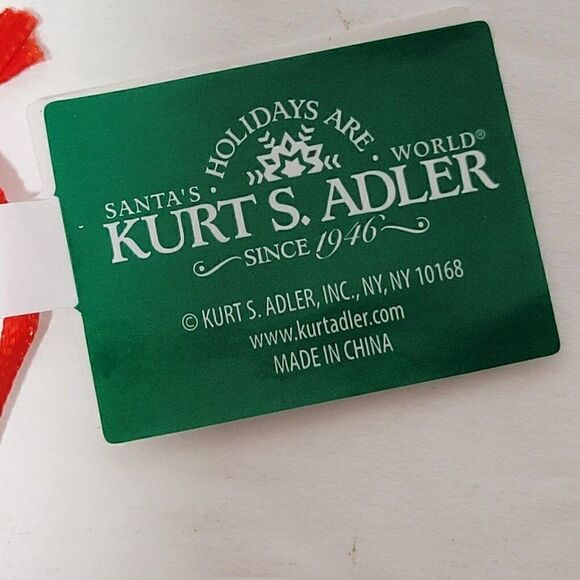 HOLIDAYS ARE
SANTA'S · · WORLD®
KURT S. ADLER
SINCE 1946
© KURT S. ADLER, INC., NY, NY 10168
www.kurtadler.com
MADE IN CHINA